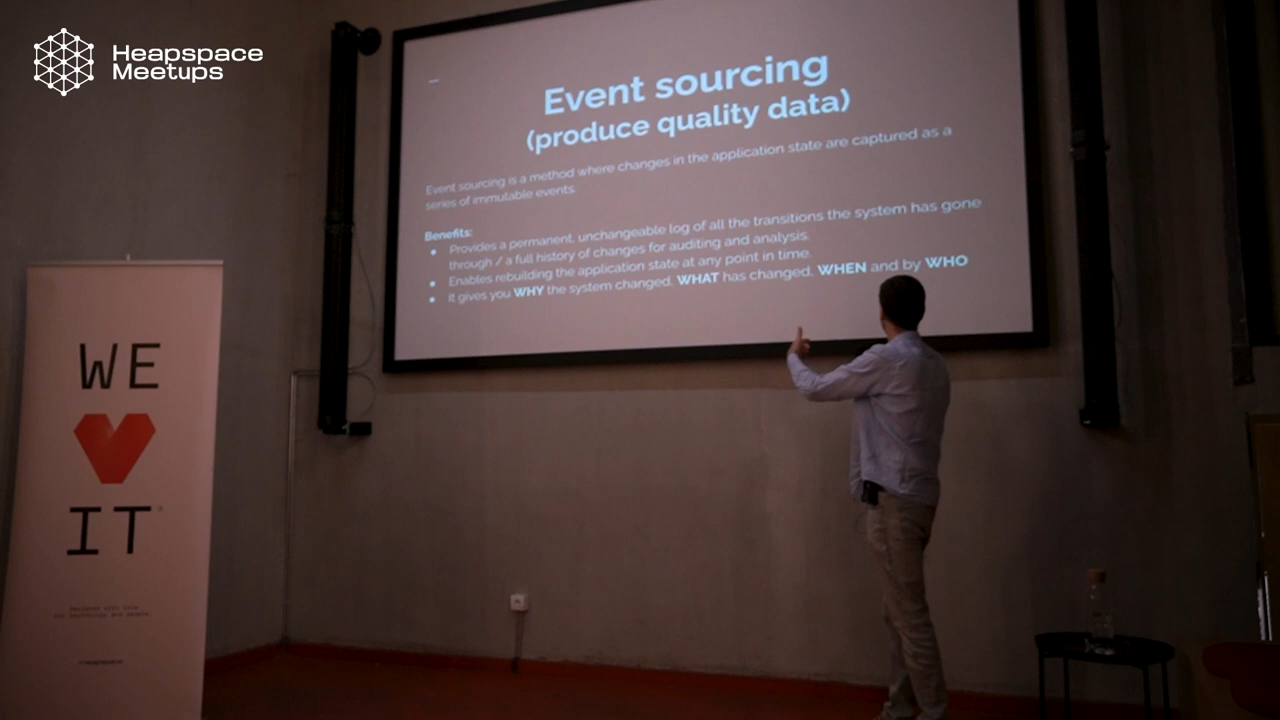 Heapspace
Meetups
Event sourcing
(produce quality data)
Event sourcing is a method where changes in the application state are captured as a
series of immutable events.
Benefits:
Provides a permanent, unchangeable log of all the transitions the system has gone
through / a full history of changes for auditing and analysis.
Enables rebuilding the application state at any point in time.
It gives you WHY the system changed, WHAT has changed, WHEN and by WHO
WE
IT